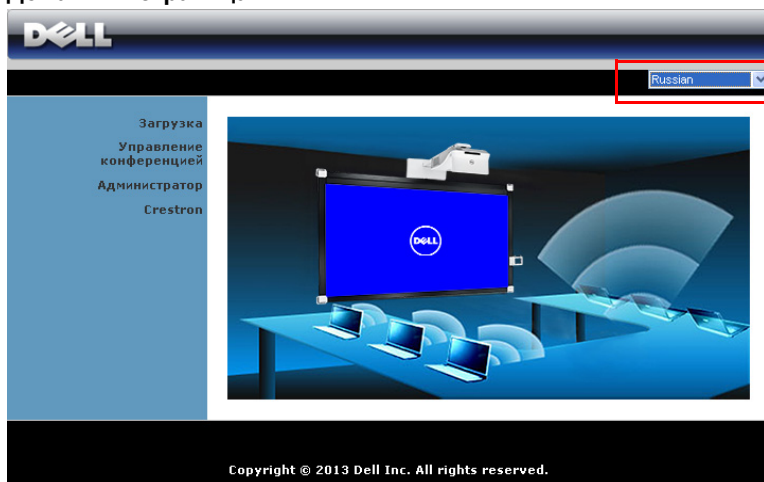 DELL
Russian
Загрузка
Управление
конференцией
Администратор
Crestron
DELL
Copyright © 2013 Dell Inc. All rights reserved.